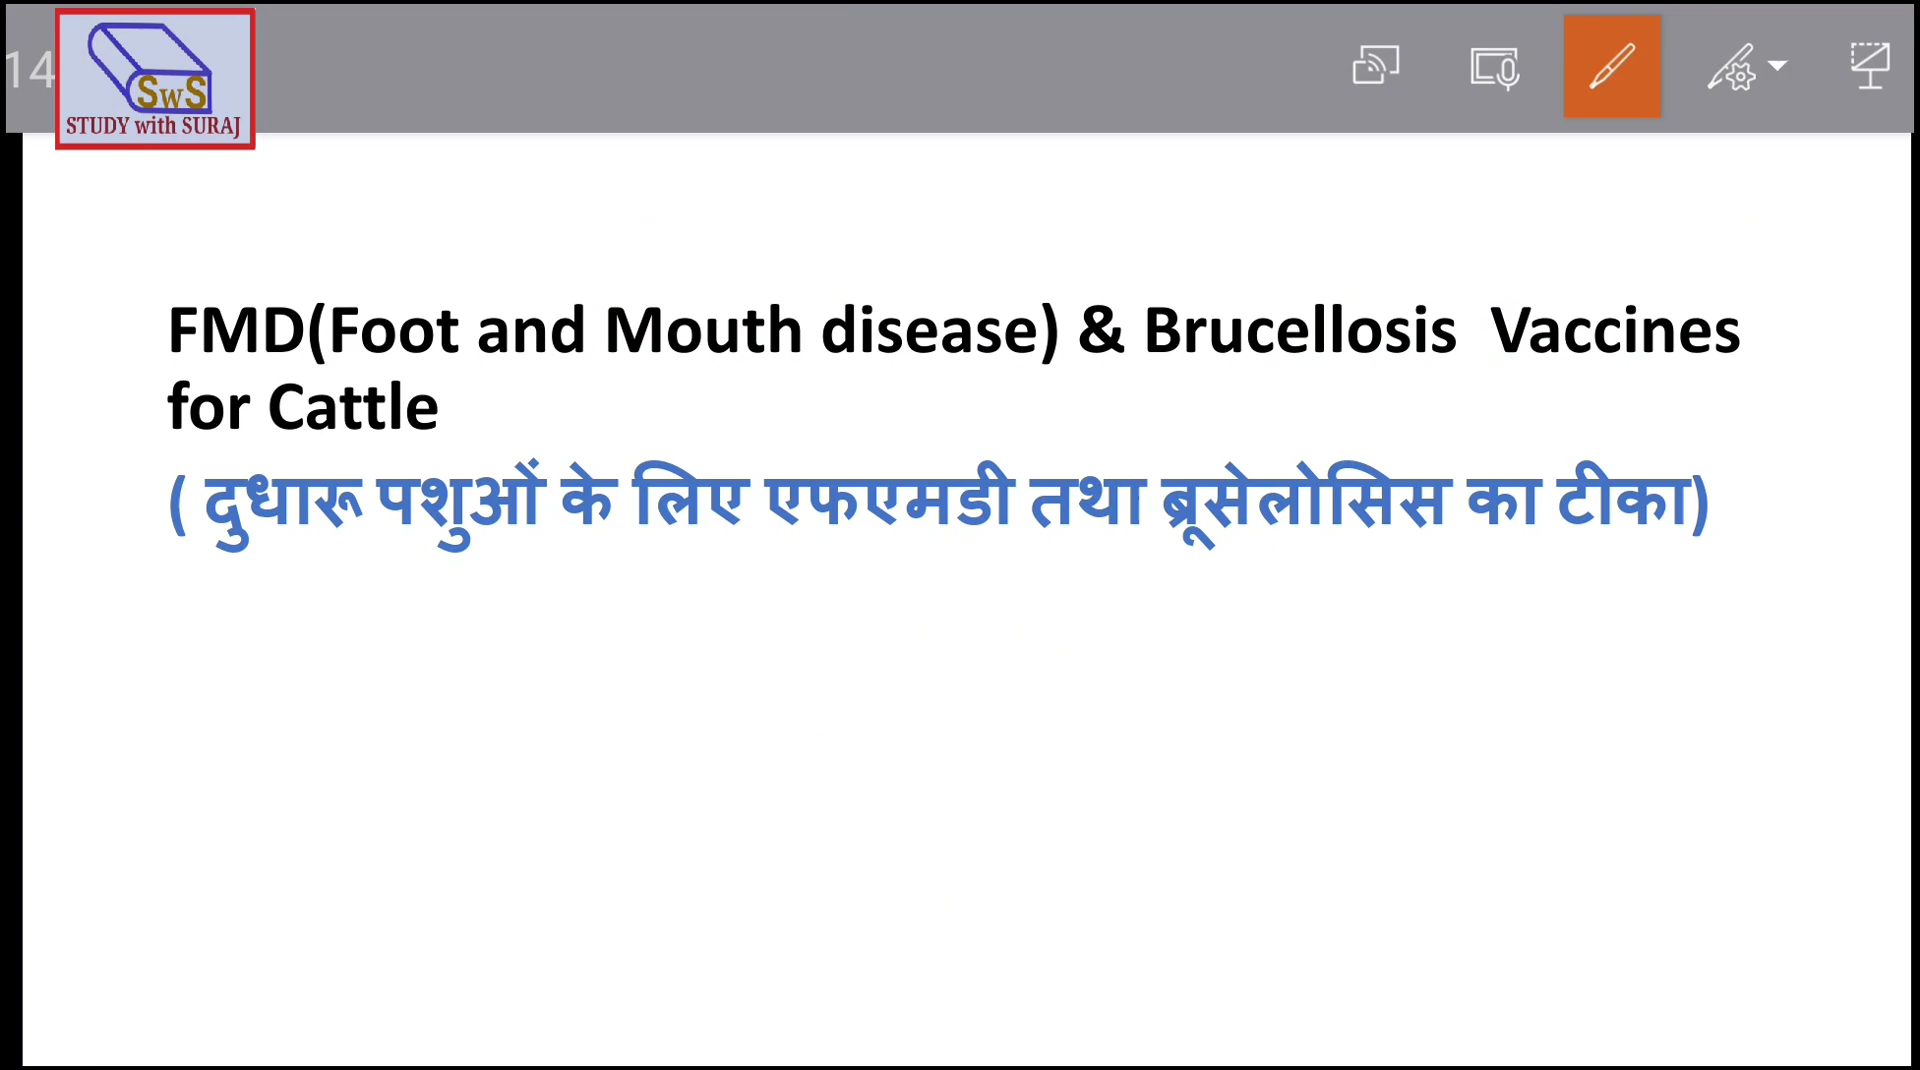 14
SwS
STUDY with SURAJ
FMD(Foot and Mouth disease) & Brucellosis Vaccines
for Cattle
( दुधारू पशुओं के लिए एफएमडी तथा ब्रूसेलोसिस का टीका)